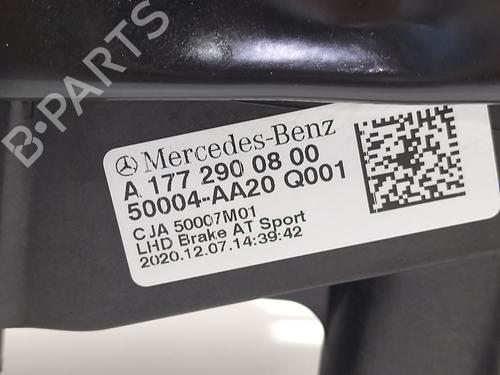 B·PARTS
Mercedes-Benz
A 177 290 08 00
50004-AA20 Q001
CJA 50007M01
LHD Brake AT Sport
2020.12.07.14:39:42